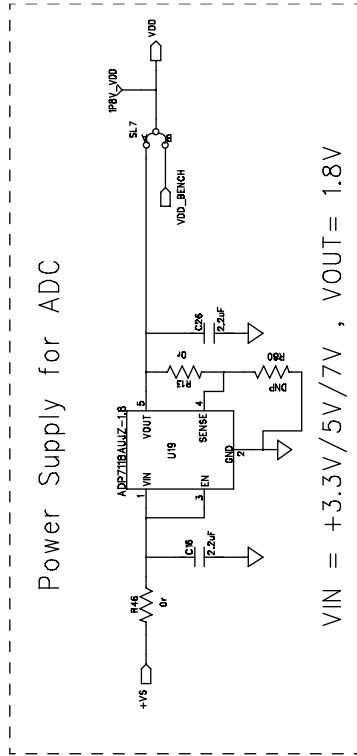 Power Supply for ADC
+VS
R46
0r
C16
2.2uF
ADP7118AUJZ-1.8
1
VIN
VOUT
5
U19
3
EN
SENSE
4
GND
2
R13
0r
C26
2.2uF
R60
DNP
SL7
A
B
VDD_BENCH
1P8V_VDD
VDD
VIN = +3.3V/5V/7V , VOUT= 1.8V